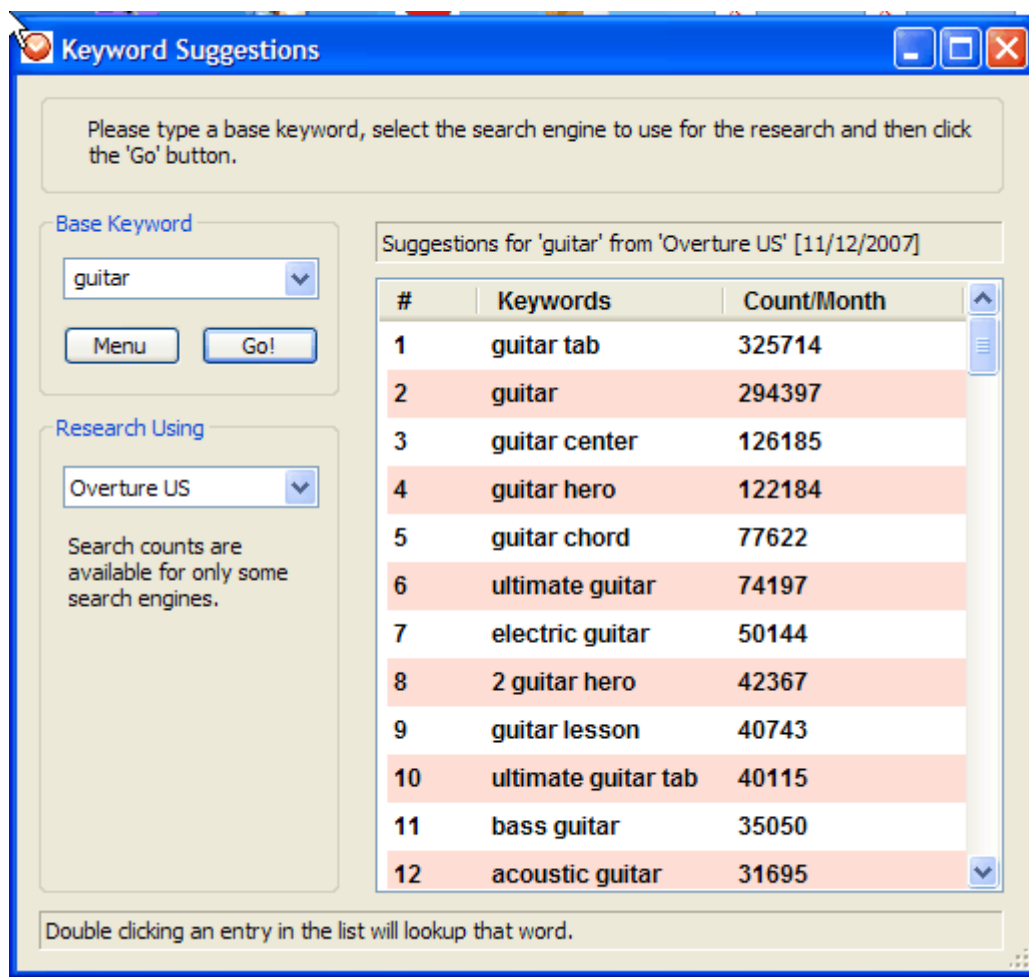 Keyword Suggestions
Please type a base keyword, select the search engine to use for the research and then click
the 'Go' button.
Base Keyword
guitar
Menu Go!
Research Using
Overture US
Search counts are
available for only some
search engines.
Suggestions for 'guitar' from 'Overture US' [11/12/2007]
# Keywords Count/Month
1 guitar tab 325714
2 guitar 294397
3 guitar center 126185
4 guitar hero 122184
5 guitar chord 77622
6 ultimate guitar 74197
7 electric guitar 50144
8 2 guitar hero 42367
9 guitar lesson 40743
10 ultimate guitar tab 40115
11 bass guitar 35050
12 acoustic guitar 31695
Double clicking an entry in the list will lookup that word.